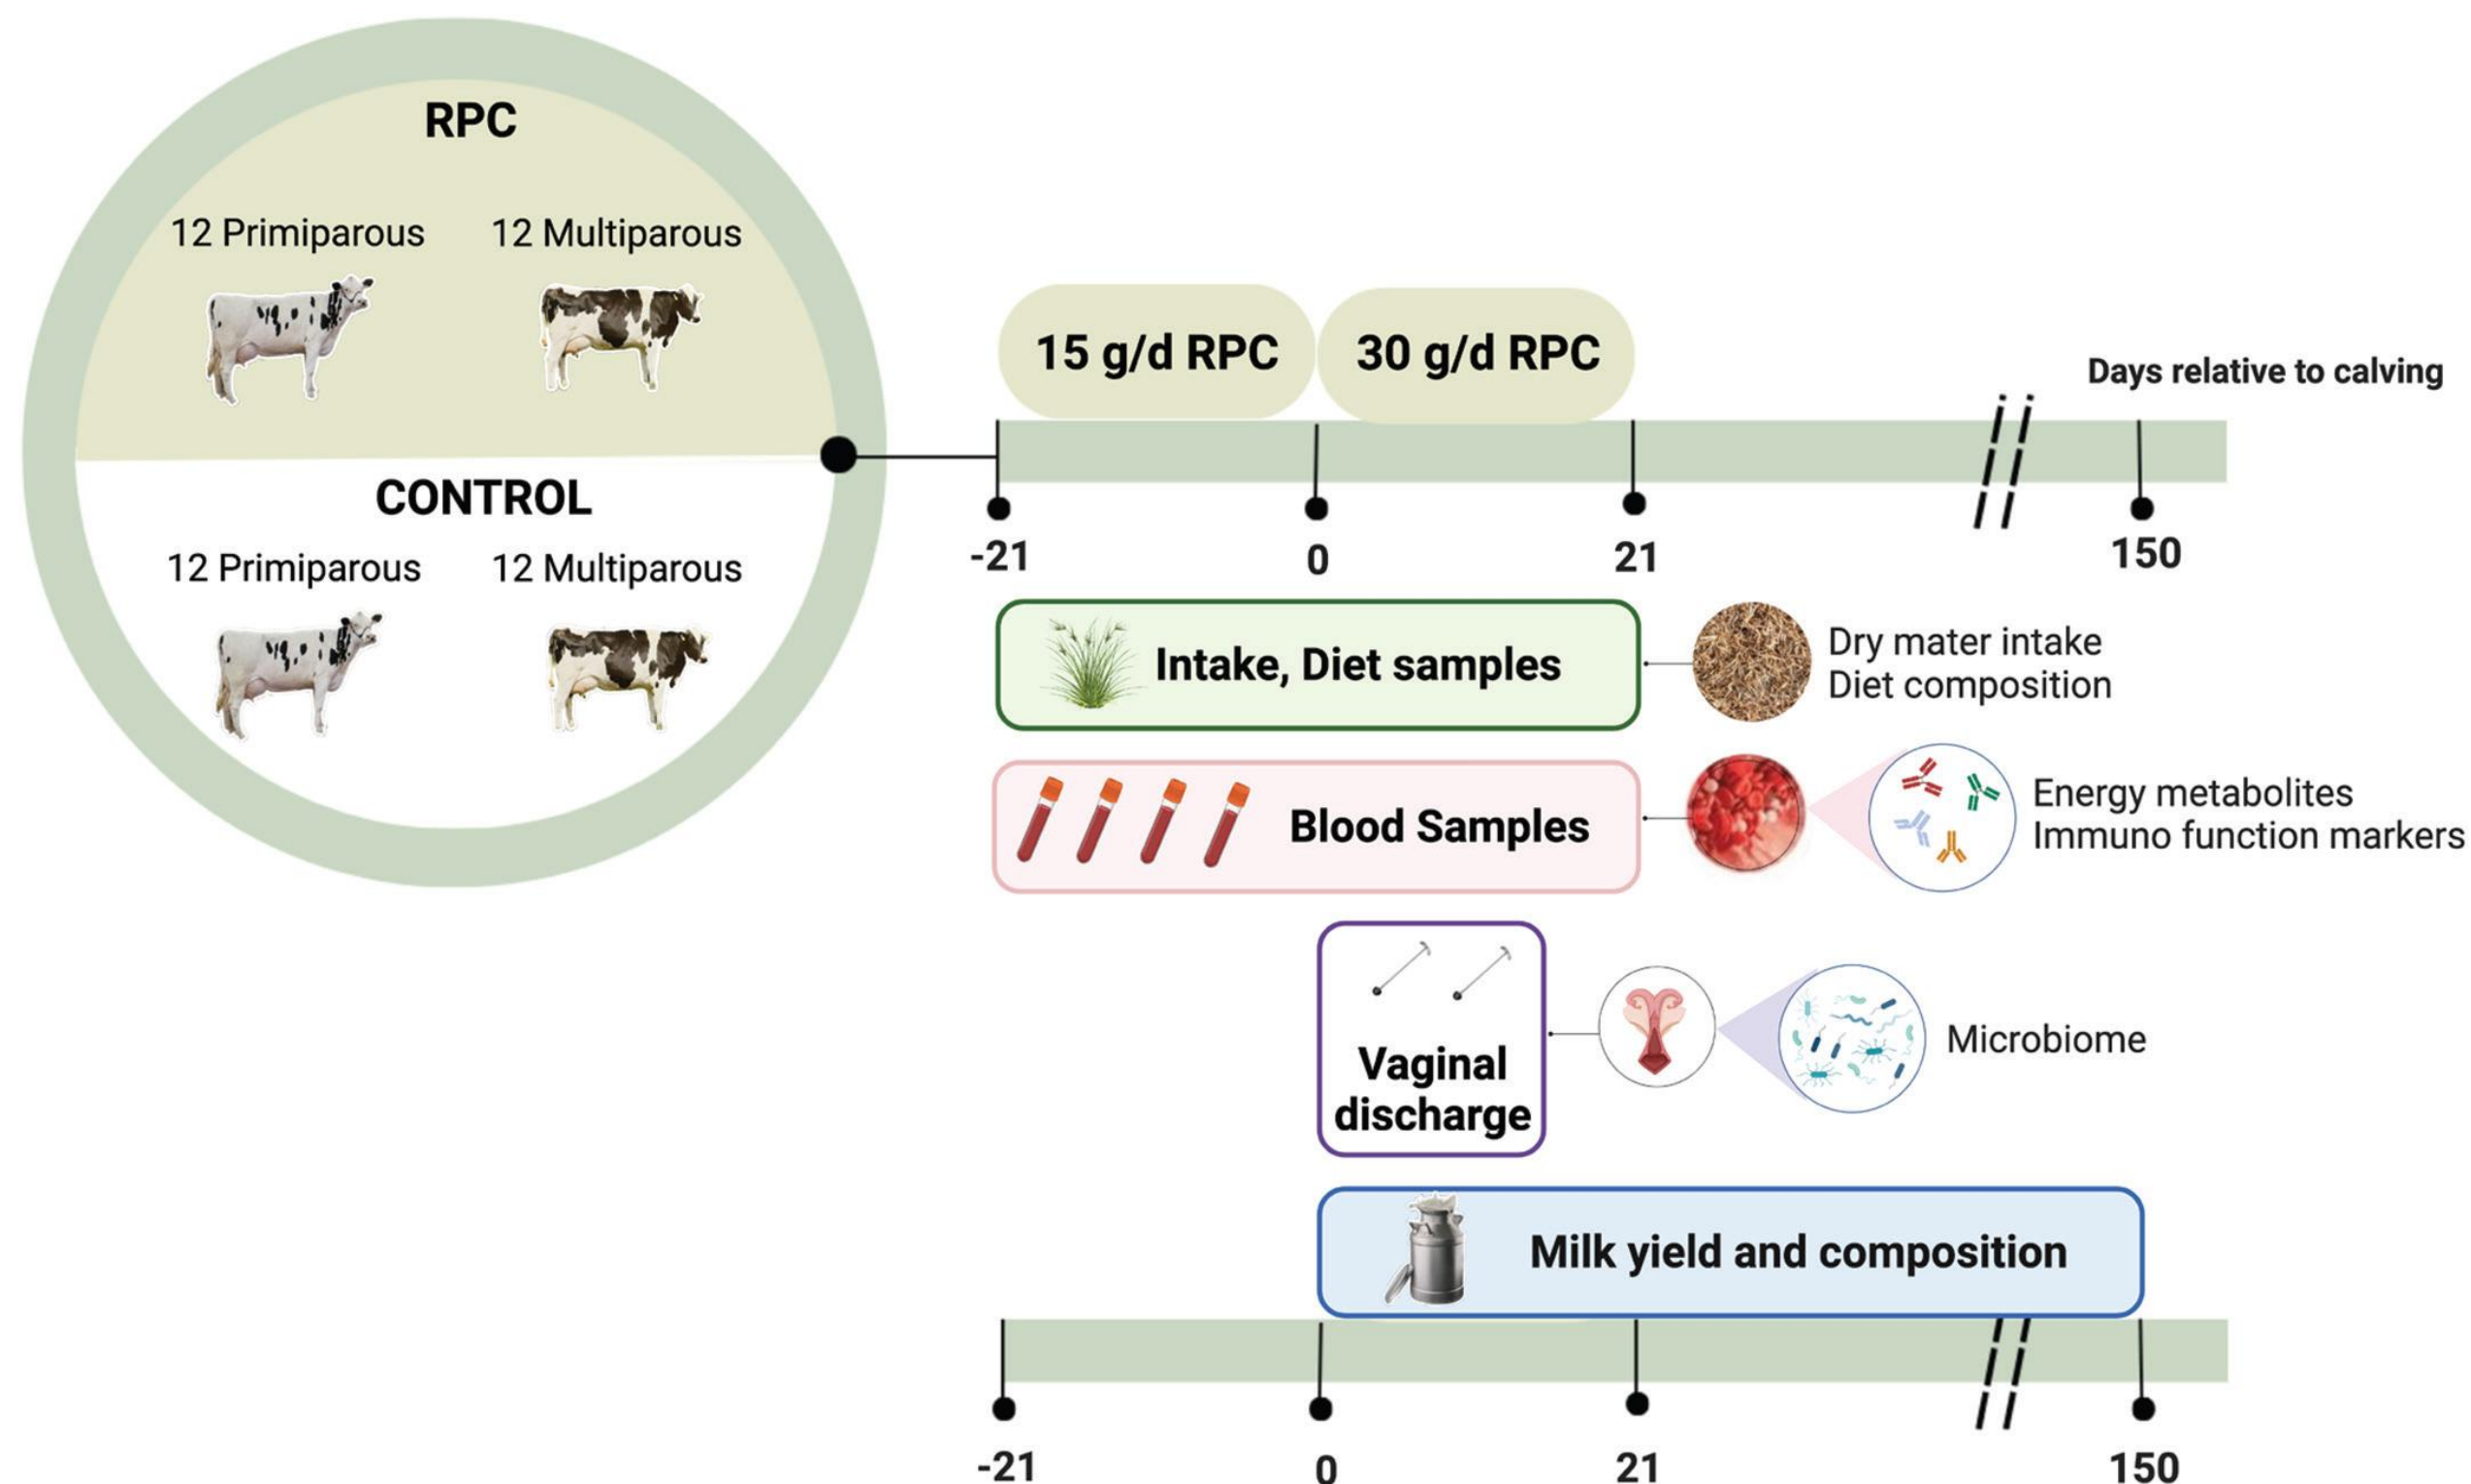 RPC
12 Primiparous
12 Multiparous
CONTROL
12 Primiparous
12 Multiparous
15 g/d RPC
30 g/d RPC
Days relative to calving
-21
0
21
150
Intake, Diet samples
Dry mater intake
Diet composition
Blood Samples
Energy metabolites
Immuno function markers
Vaginal
discharge
Microbiome
Milk yield and composition
-21
0
21
150